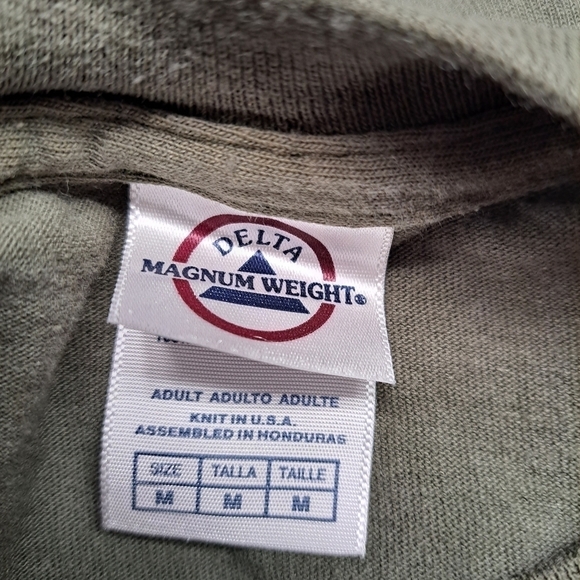 DELTA
MAGNUM WEIGHT®
ADULT ADULTO ADULTE
KNIT IN U.S.A.
ASSEMBLED IN HONDURAS
SIZE TALLA TAILLE
M M M